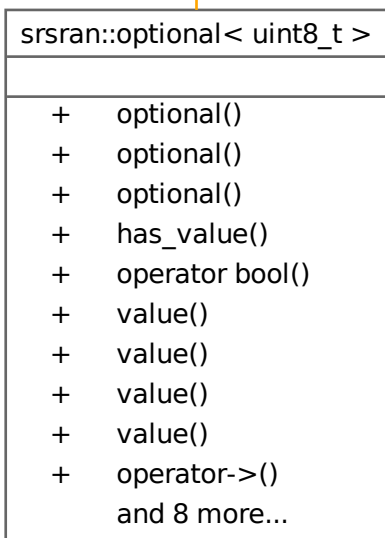 srsran::optional< uint8_t >
+ optional()
+ optional()
+ optional()
+ has_value()
+ operator bool()
+ value()
+ value()
+ value()
+ value()
+ operator->()
and 8 more...